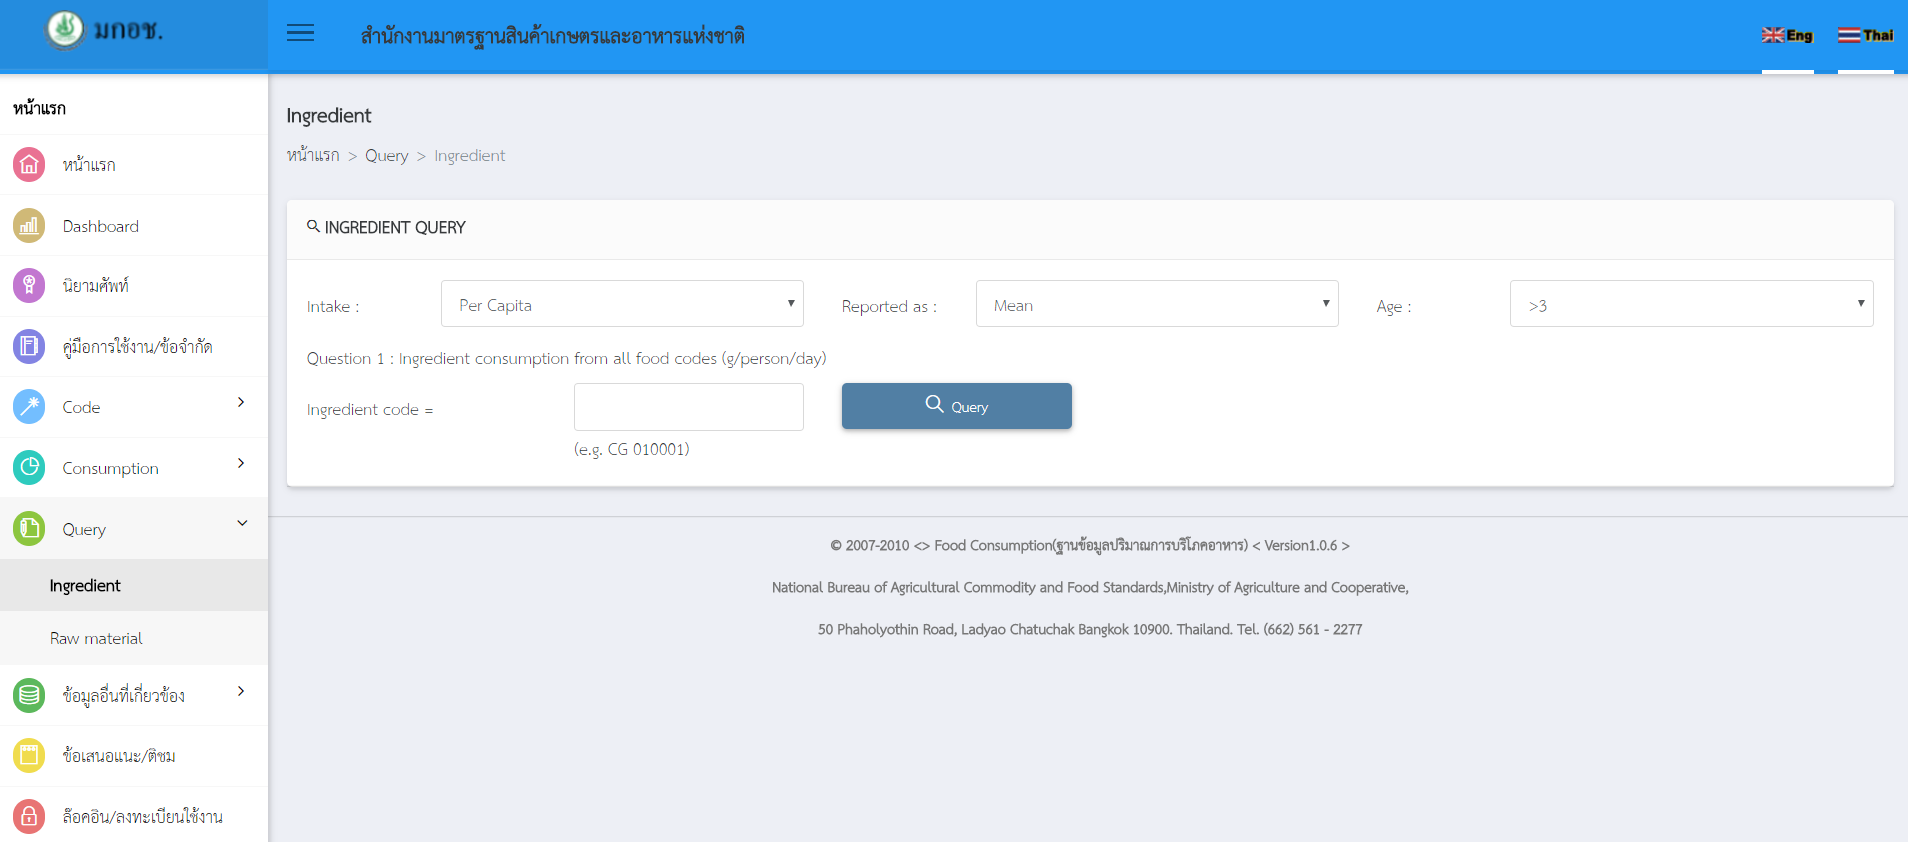 มกอช.
สำนักงานมาตรฐานสินค้าเกษตรและอาหารแห่งชาติ
Eng
Thai
หน้าแรก
หน้าแรก
Dashboard
นิยามศัพท์
คู่มือการใช้งาน/ข้อจำกัด
Code
Consumption
Query
Ingredient
Raw material
ข้อมูลอื่นที่เกี่ยวข้อง
ข้อเสนอแนะ/ติชม
ล๊อคอิน/ลงทะเบียนใช้งาน
Ingredient
หน้าแรก > Query > Ingredient
INGREDIENT QUERY
Intake : Per Capita Reported as : Mean Age : >3
Question 1 : Ingredient consumption from all food codes (g/person/day)
Ingredient code = Query
(e.g. CG 010001)
© 2007-2010 <> Food Consumption(ฐานข้อมูลปริมาณการบริโภคอาหาร) < Version1.0.6 >
National Bureau of Agricultural Commodity and Food Standards,Ministry of Agriculture and Cooperative,
50 Phaholyothin Road, Ladyao Chatuchak Bangkok 10900. Thailand. Tel. (662) 561 - 2277